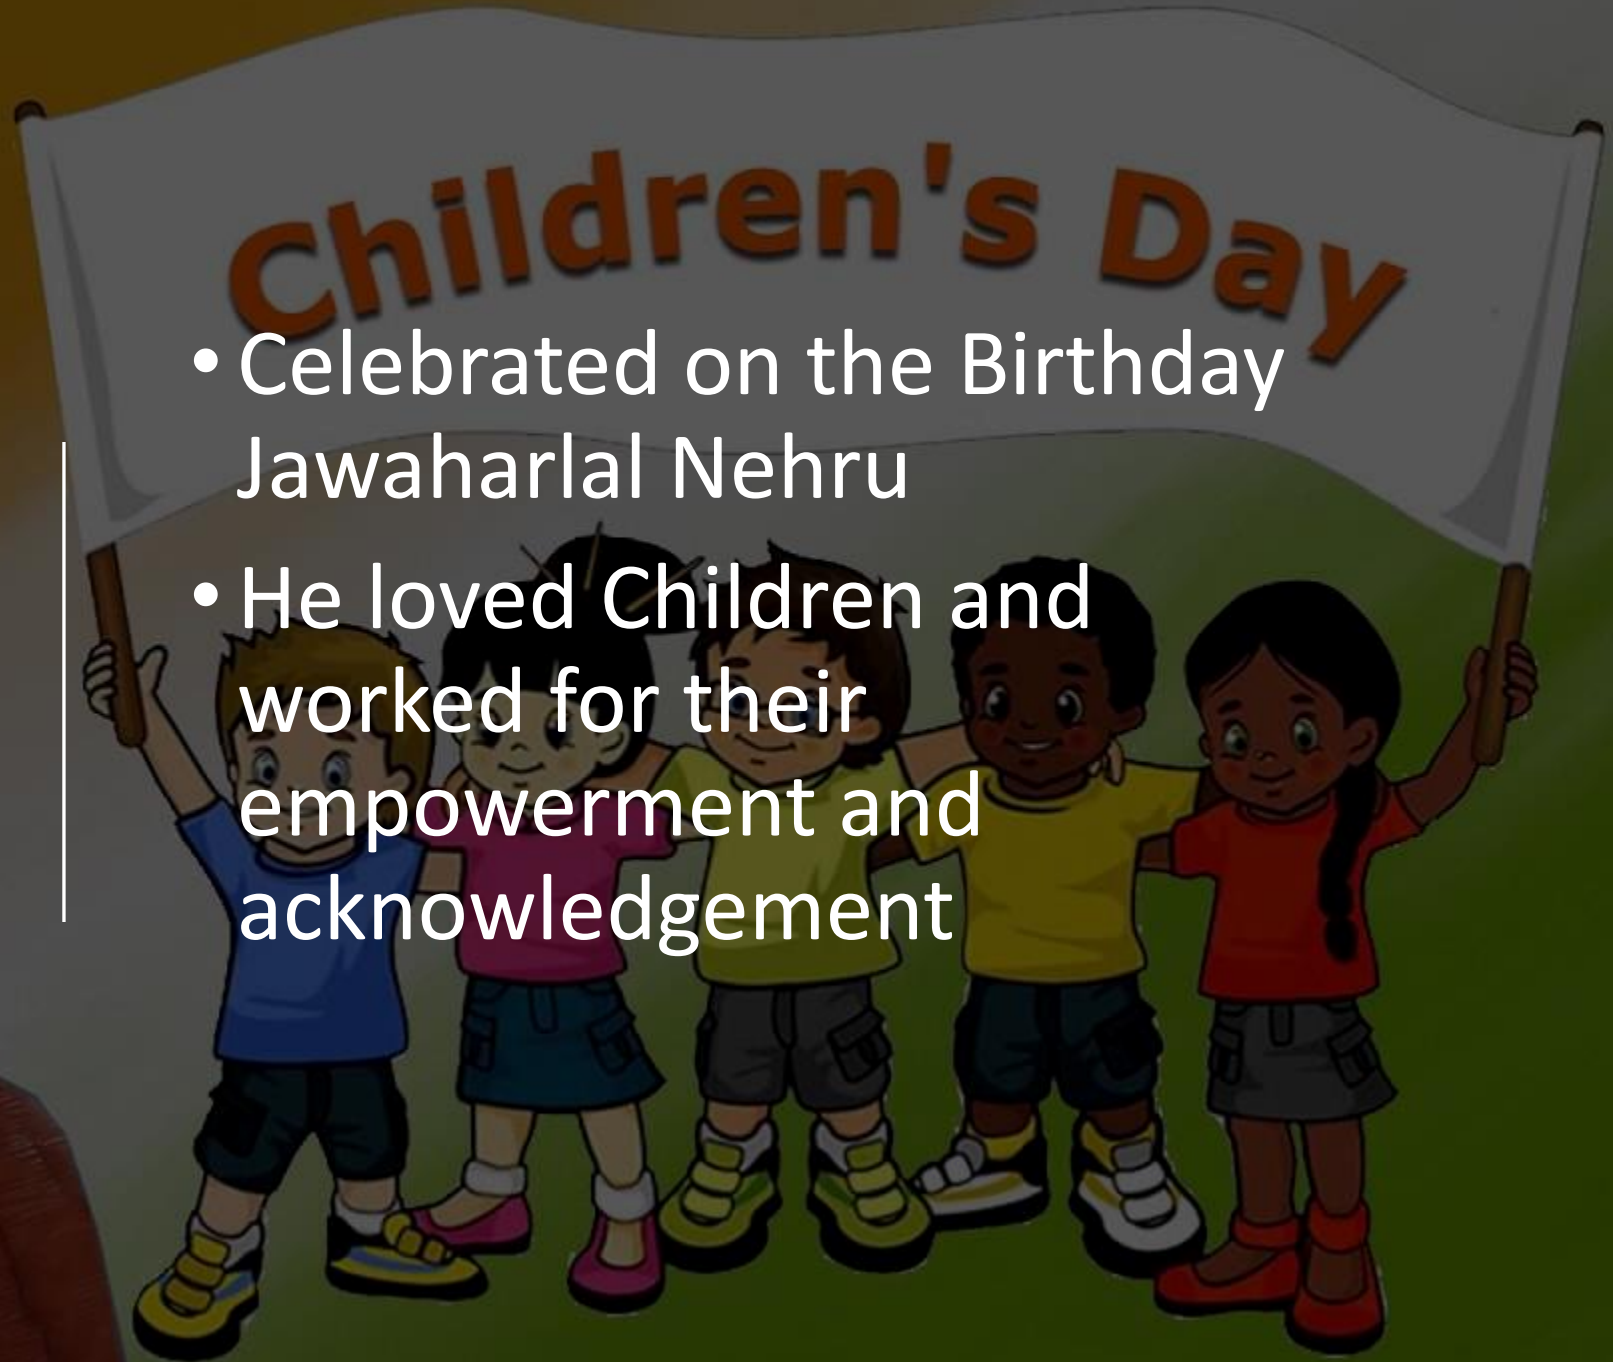 Children's Day
• Celebrated on the Birthday
Jawaharlal Nehru
• He loved Children and
worked for their
empowerment and
acknowledgement